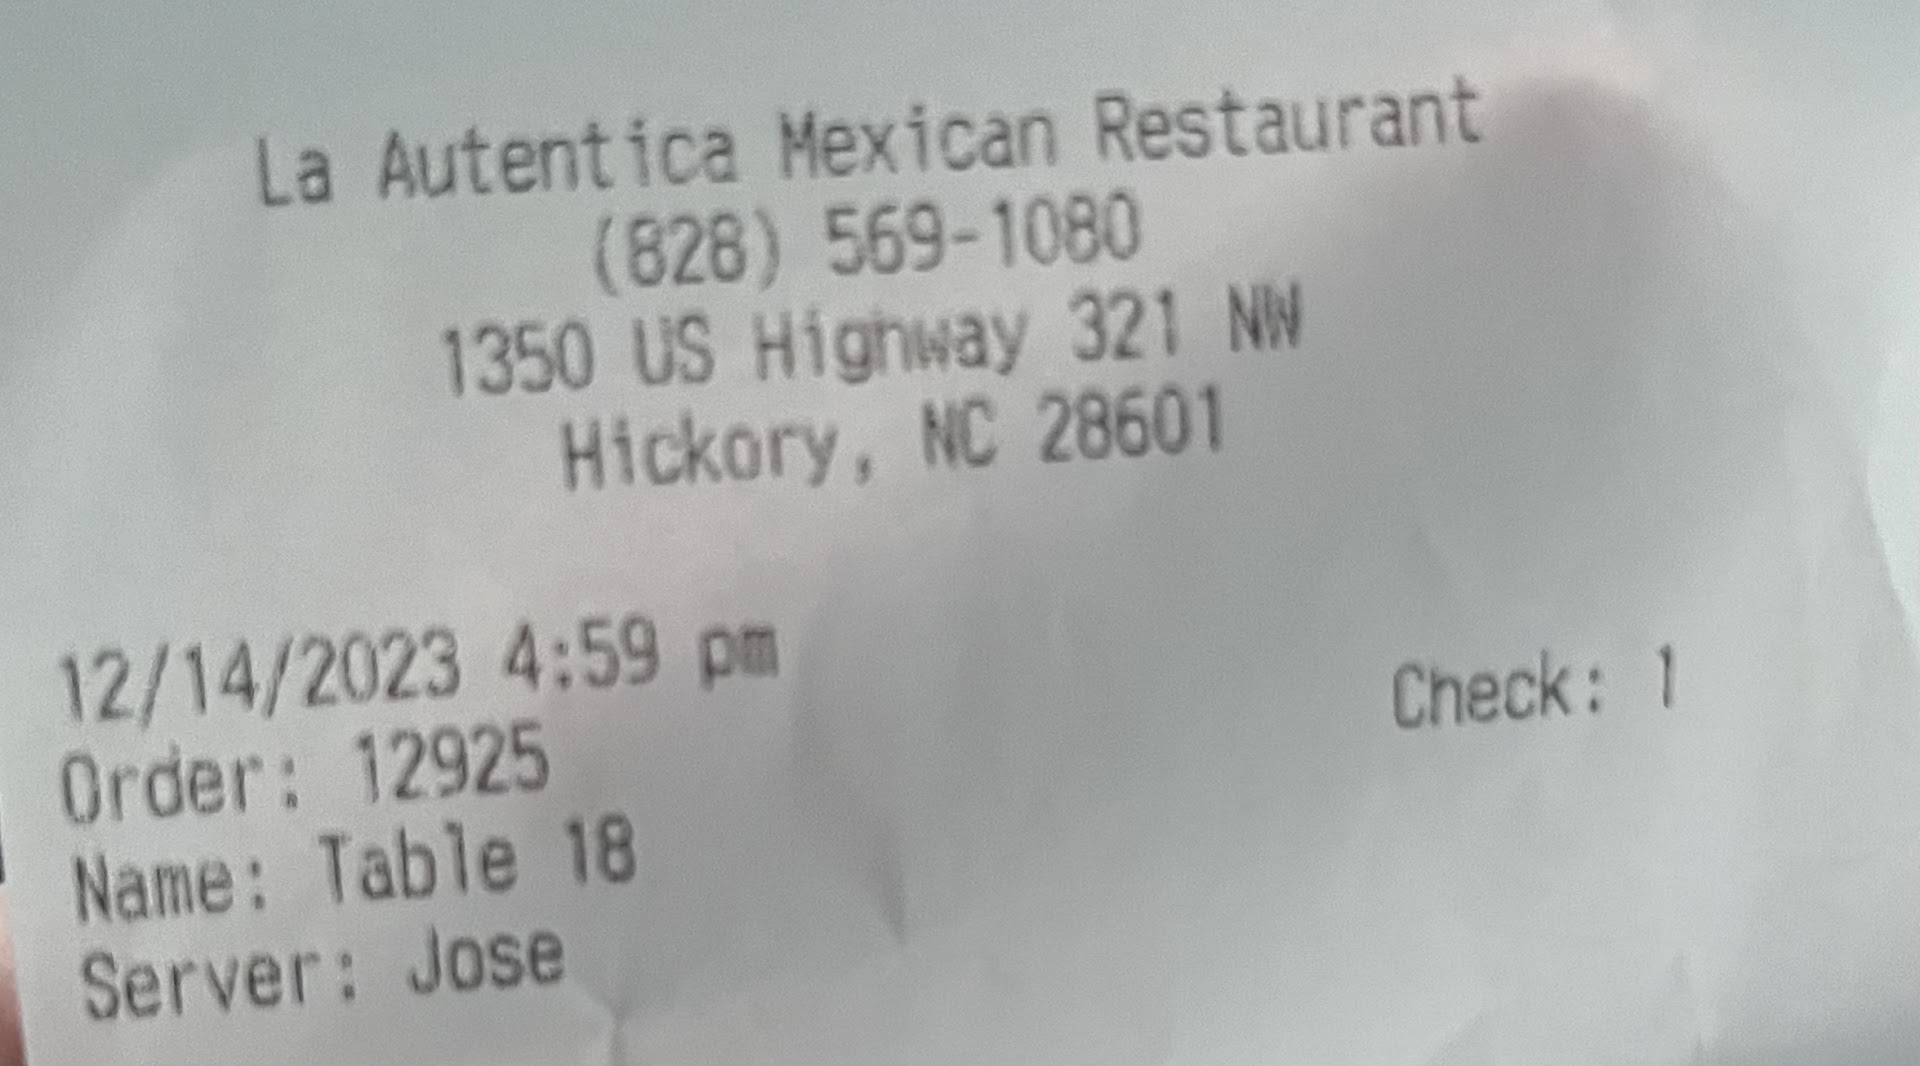 La Autentica Mexican Restaurant
(828) 569-1080
1350 US Highway 321 NW
Hickory, NC 28601
12/14/2023 4:59 pm
Check: 1
Order: 12925
Name: Table 18
Server: Jose